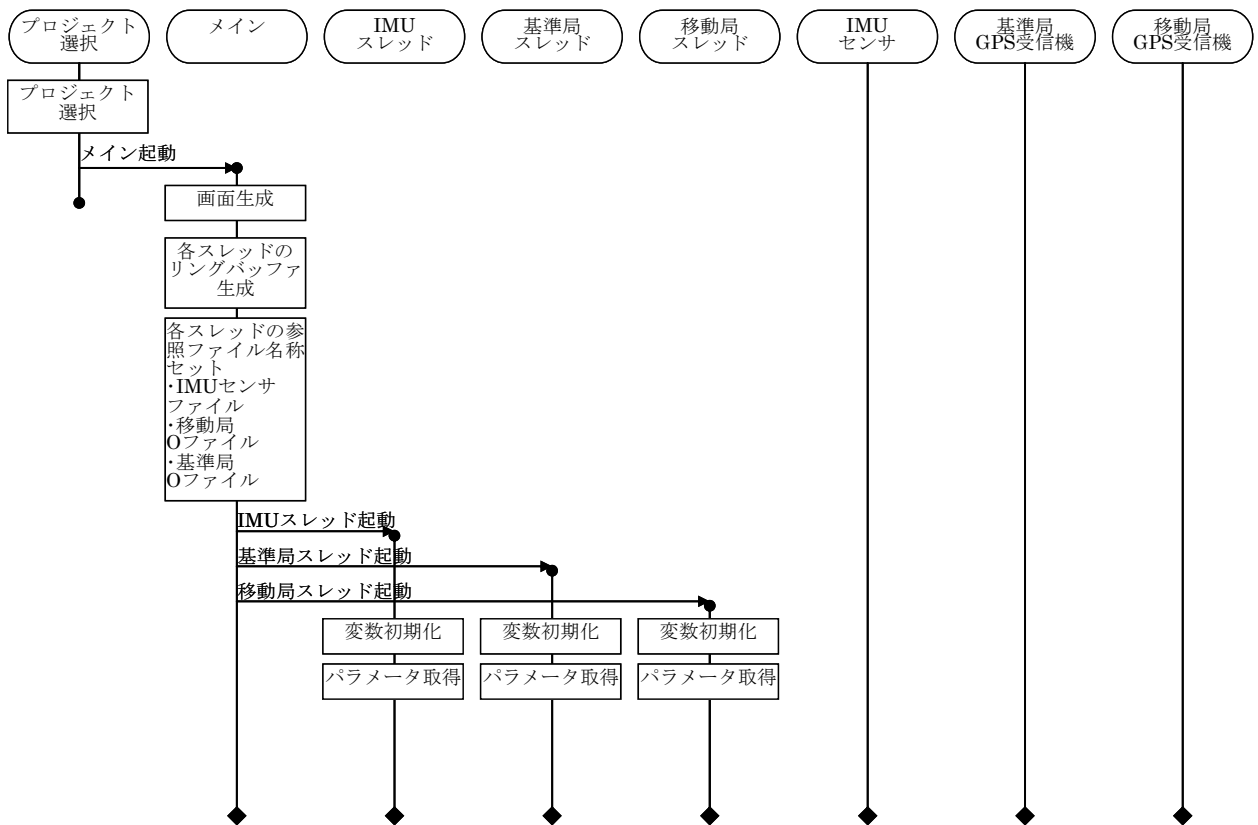 プロジェクト
選択
メイン
IMU
スレッド
基準局
スレッド
移動局
スレッド
IMU
センサ
基準局
GPS受信機
移動局
GPS受信機
プロジェクト
選択
メイン起動
画面生成
各スレッドの
リングバッファ
生成
各スレッドの参
照ファイル名称
セット
・IMUセンサ
ファイル
・移動局
Oファイル
・基準局
Oファイル
IMUスレッド起動
基準局スレッド起動
移動局スレッド起動
変数初期化
変数初期化
変数初期化
パラメータ取得
パラメータ取得
パラメータ取得